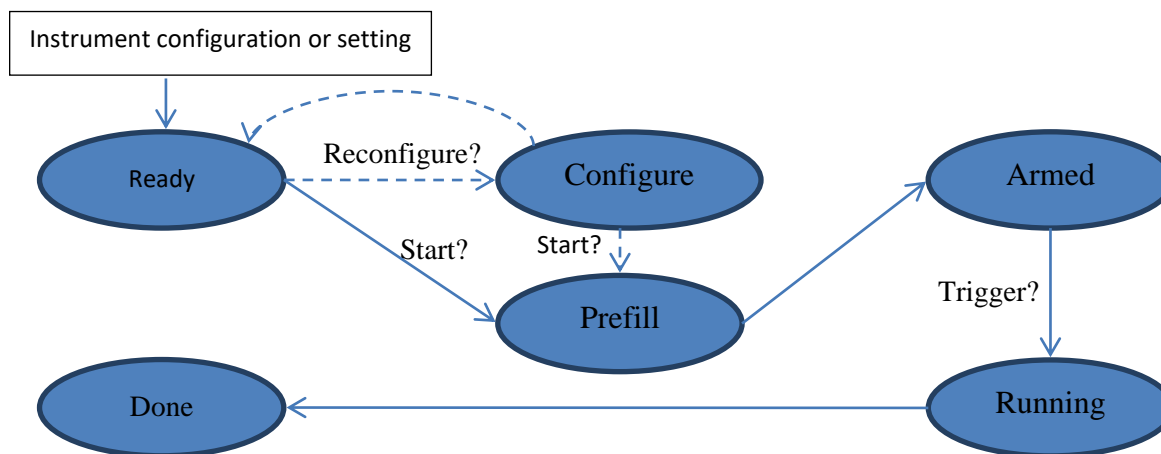 Instrument configuration or setting
Reconfigure?
Ready
Configure
Armed
Start?
Start?
Trigger?
Prefill
Done
Running